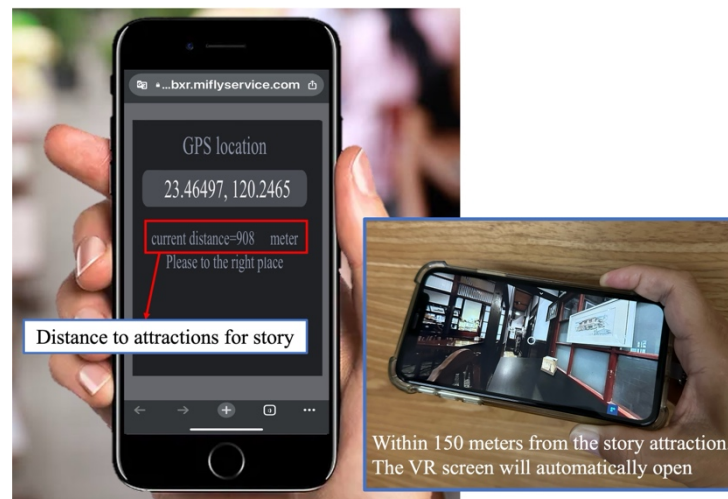 ...bxr.miflyservice.com
GPS location
23.46497, 120.2465
current distance=908 meter
Please to the right place
Distance to attractions for story
Within 150 meters from the story attraction
The VR screen will automatically open